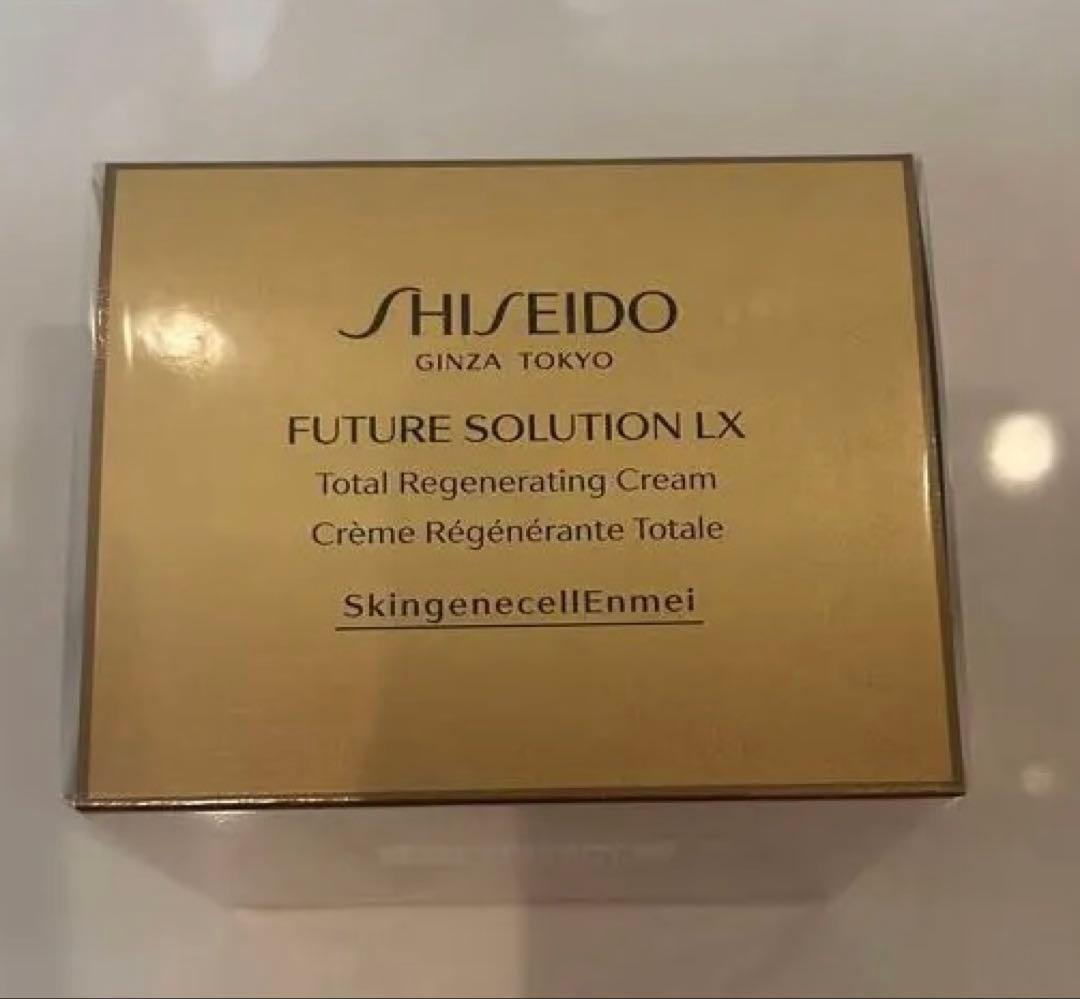 SHISEIDO
GINZA TOKYO
FUTURE SOLUTION LX
Total Regenerating Cream
Crème Régénérante Totale
SkingenecellEnmei